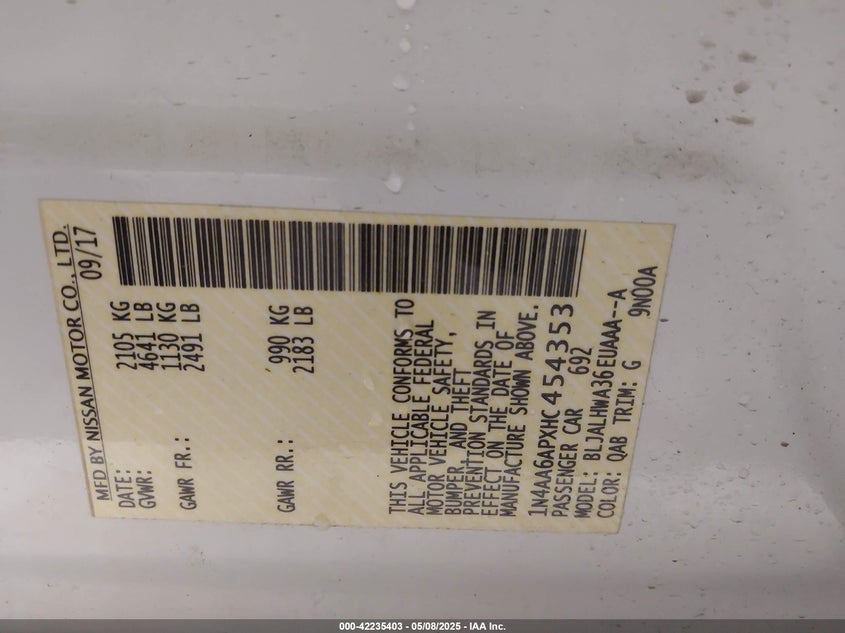 MFD BY NISSAN MOTOR CO., LTD.
DATE: 09/17
GVWR: 2105 KG
4641 LB
GAWR FR.: 1130 KG
2491 LB
GAWR RR.: 990 KG
2183 LB
THIS VEHICLE CONFORMS TO
ALL APPLICABLE FEDERAL
MOTOR VEHICLE SAFETY,
BUMPER, AND THEFT
PREVENTION STANDARDS IN
EFFECT ON THE DATE OF
MANUFACTURE SHOWN ABOVE.
1N4AA6APXHC454353
PASSENGER CAR 692
MODEL: BLJALHWA36EUAAA--A
COLOR: QAB TRIM: G 9N00A
000-42235403 - 05/08/2025 - IAA Inc.